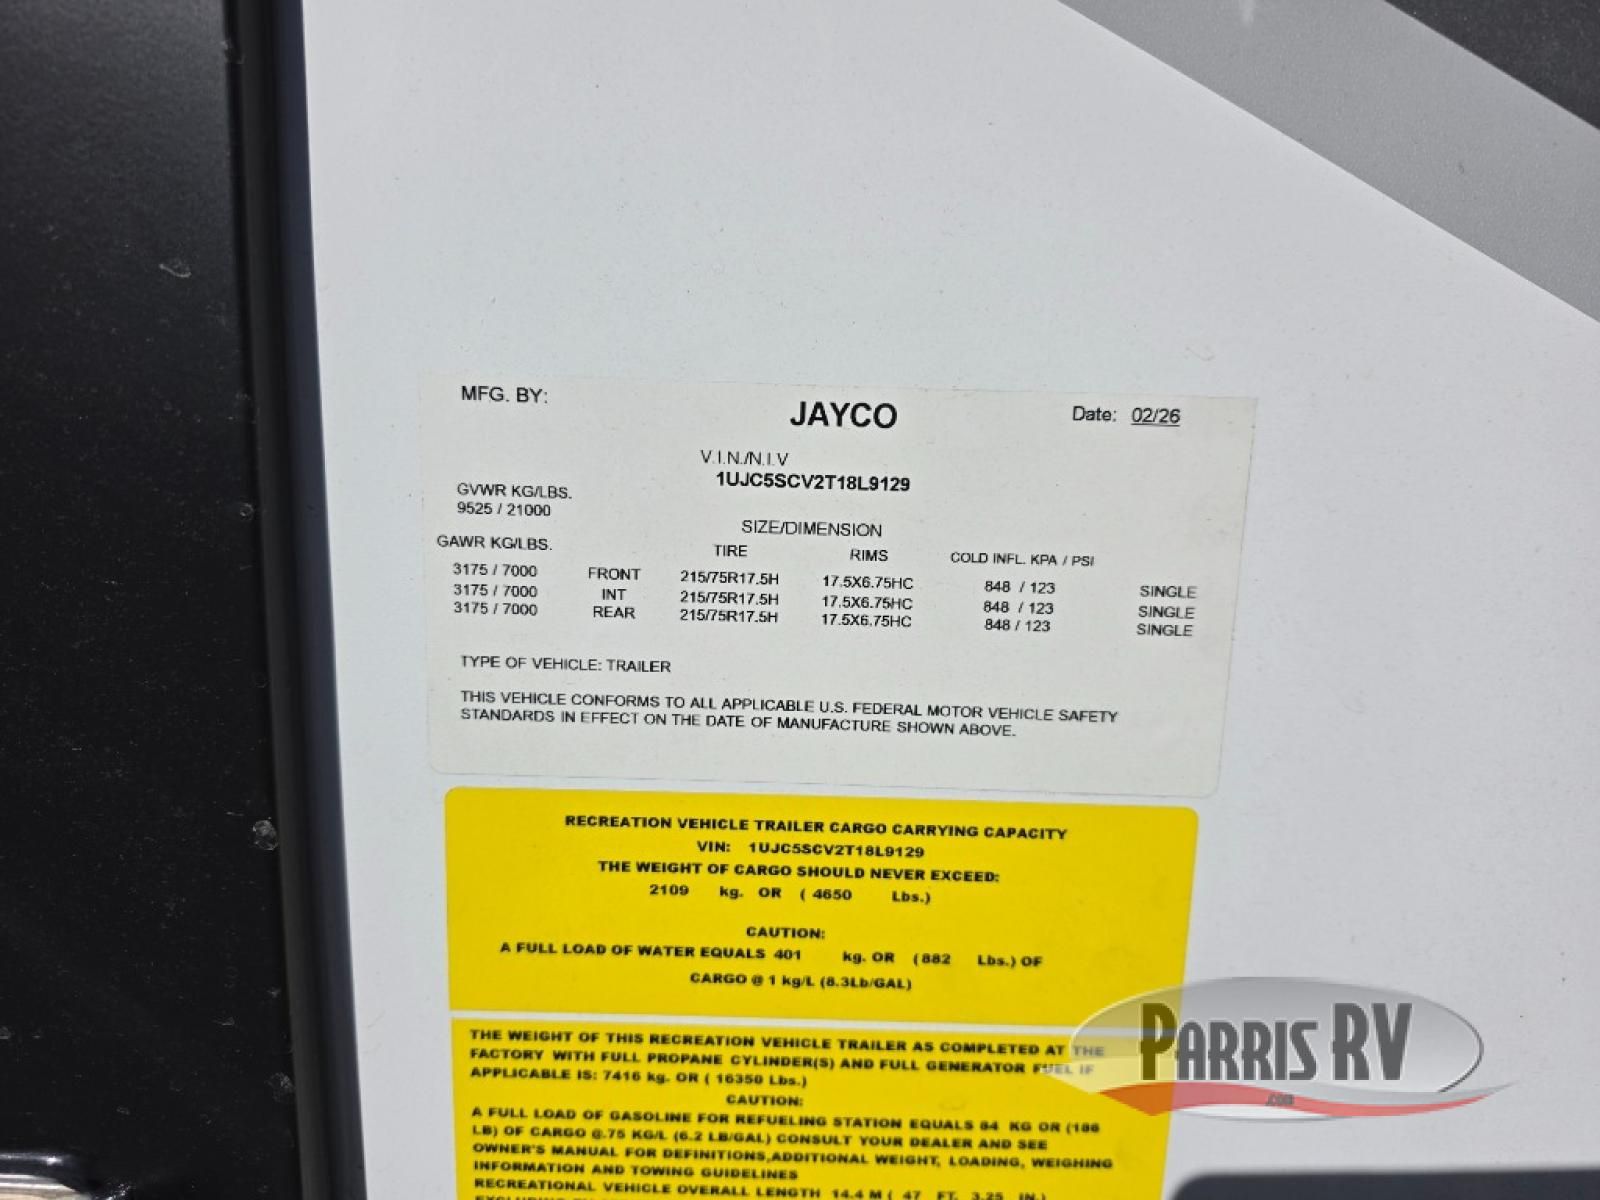 MFG. BY: JAYCO Date: 02/26
V.I.N./N.I.V
1UJC5SCV2T18L9129
GVWR KG/LBS.
9525 / 21000
SIZE/DIMENSION
GAWR KG/LBS. TIRE RIMS COLD INFL. KPA / PSI
3175 / 7000 FRONT 215/75R17.5H 17.5X6.75HC 848 / 123 SINGLE
3175 / 7000 INT 215/75R17.5H 17.5X6.75HC 848 / 123 SINGLE
3175 / 7000 REAR 215/75R17.5H 17.5X6.75HC 848 / 123 SINGLE
TYPE OF VEHICLE: TRAILER
THIS VEHICLE CONFORMS TO ALL APPLICABLE U.S. FEDERAL MOTOR VEHICLE SAFETY
STANDARDS IN EFFECT ON THE DATE OF MANUFACTURE SHOWN ABOVE.
RECREATION VEHICLE TRAILER CARGO CARRYING CAPACITY
VIN: 1UJC5SCV2T18L9129
THE WEIGHT OF CARGO SHOULD NEVER EXCEED:
2109 kg. OR ( 4650 Lbs.)
CAUTION:
A FULL LOAD OF WATER EQUALS 401 kg. OR (882 Lbs.) OF
CARGO @ 1 kg/L (8.3Lb/GAL)
THE WEIGHT OF THIS RECREATION VEHICLE TRAILER AS COMPLETED AT THE
FACTORY WITH FULL PROPANE CYLINDER(S) AND FULL GENERATOR FUEL IF
APPLICABLE IS: 7416 kg. OR ( 16350 Lbs.)
CAUTION:
A FULL LOAD OF GASOLINE FOR REFUELING STATION EQUALS 84 KG OR (186
LB) OF CARGO @.75 KG/L (6.2 LB/GAL) CONSULT YOUR DEALER AND SEE
OWNER'S MANUAL FOR DEFINITIONS,ADDITIONAL WEIGHT, LOADING, WEIGHING
INFORMATION AND TOWING GUIDELINES
RECREATIONAL VEHICLE OVERALL LENGTH 14.4 M ( 47 FT. 3.25 IN.)
PARRIS RV
.com